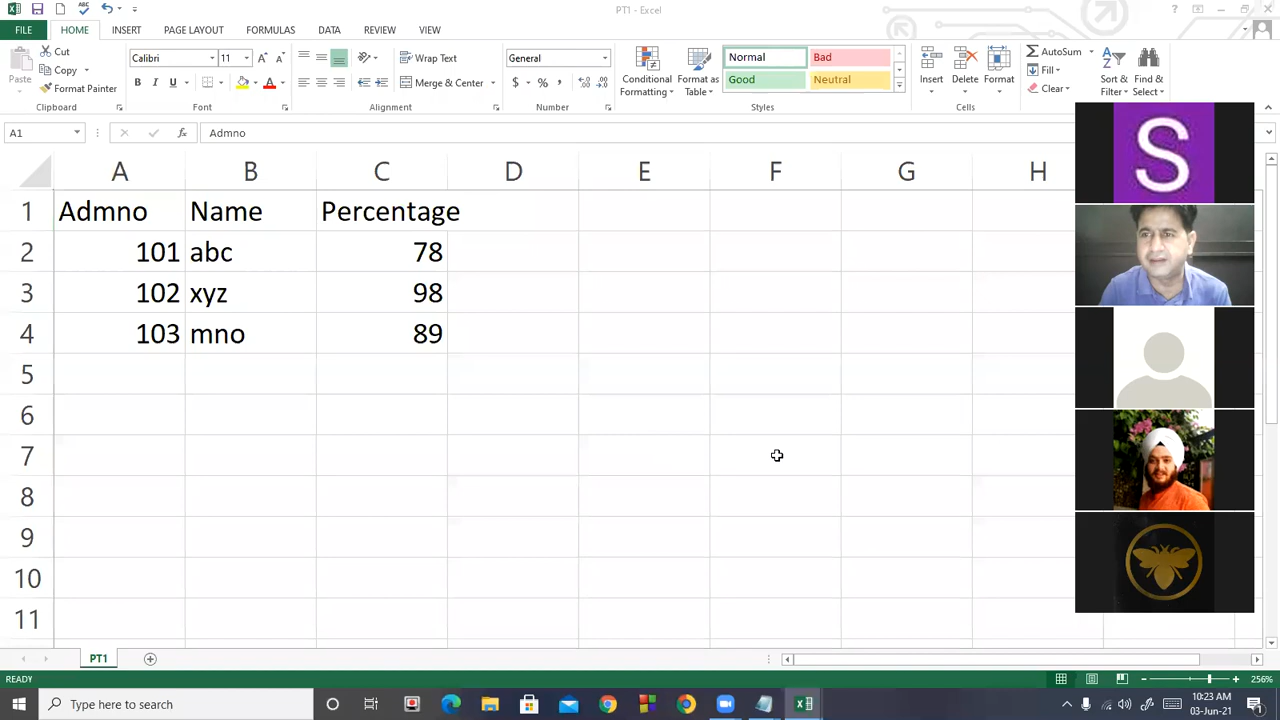 PT1 - Excel
FILE HOME INSERT PAGE LAYOUT FORMULAS DATA REVIEW VIEW
Paste
Cut
Copy
Format Painter
Clipboard
Calibri 11
B I U
Font
Wrap Text
Merge & Center
Alignment
General
$ % ,
Number
Conditional Formatting
Format as Table
Normal Bad
Good Neutral
Styles
Insert Delete Format
Cells
AutoSum
Fill
Clear
Sort & Filter
Find & Select
A1 fx Admno
A B C D E F G H
1 Admno Name Percentage
2 101 abc 78
3 102 xyz 98
4 103 mno 89
5
6
7
8
9
10
11
S
PT1
READY 256%
Type here to search
10:23 AM
03-Jun-21